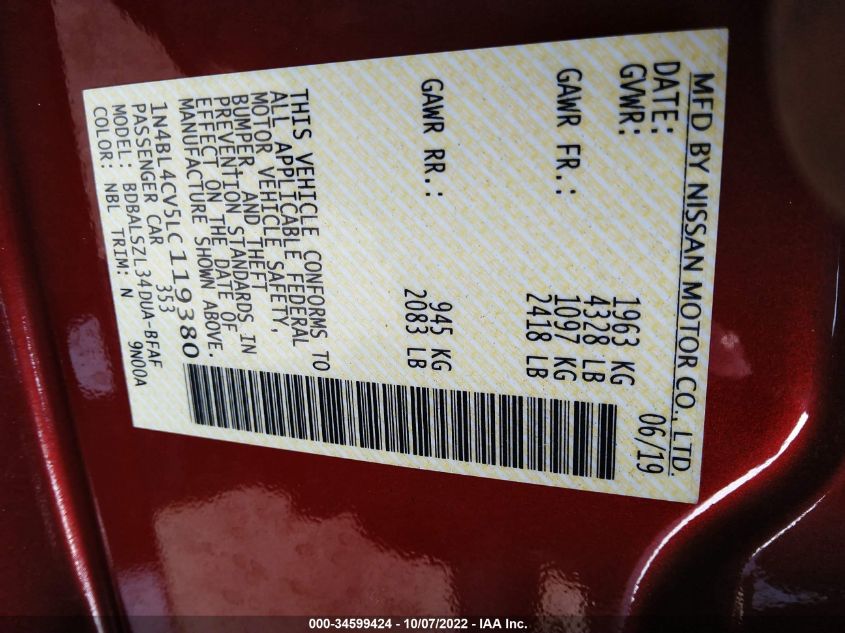 MFD BY NISSAN MOTOR CO., LTD.
DATE: 06/19
GVWR: 1963 KG
4328 LB
GAWR FR.: 1097 KG
2418 LB
GAWR RR.: 945 KG
2083 LB
THIS VEHICLE CONFORMS TO
ALL APPLICABLE FEDERAL
MOTOR VEHICLE SAFETY,
BUMPER, AND THEFT
PREVENTION STANDARDS IN
EFFECT ON THE DATE OF
MANUFACTURE SHOWN ABOVE.
1N4BL4CV5LC119380
PASSENGER CAR 353
MODEL: BDBALSZL34DUA-BFAF
COLOR: NBL TRIM: N 9N00A
000-34599424 - 10/07/2022 - IAA Inc.